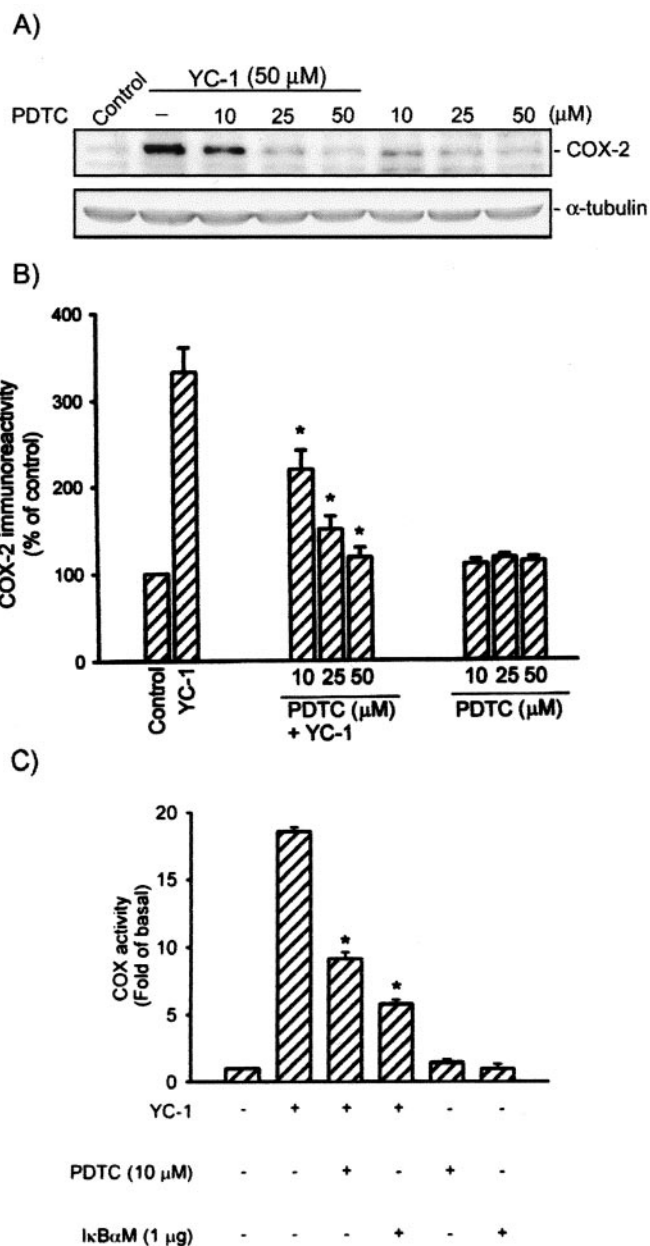 A)
YC-1 (50 μM)
Control
PDTC – 10 25 50 10 25 50 (μM)
- COX-2
- α-tubulin
B)
COX-2 immunoreactivity
(% of control)
400
300
200
100
0
*
*
*
Control
YC-1
10 25 50
PDTC (μM)
+ YC-1
10 25 50
PDTC (μM)
C)
COX activity
(Fold of basal)
20
15
10
5
0
*
*
YC-1 - + + + - -
PDTC (10 μM) - - + - + -
IκBαM (1 μg) - - - + - +